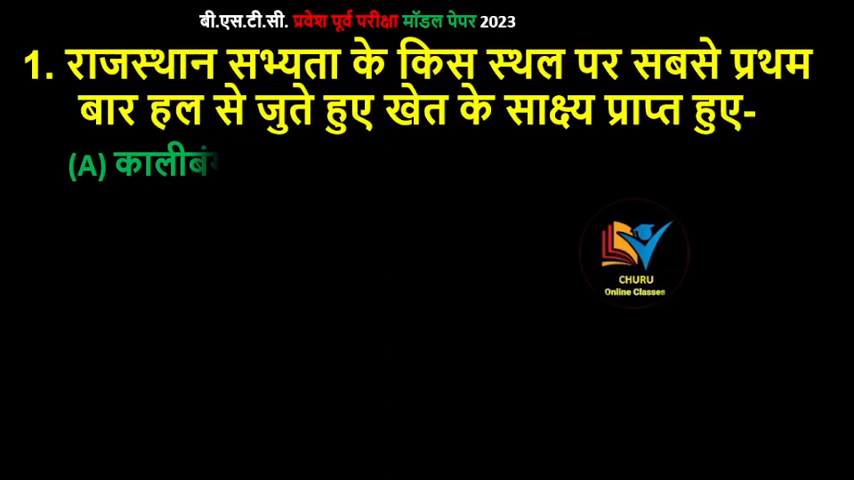 बी.एस.टी.सी. प्रवेश पूर्व परीक्षा मॉडल पेपर 2023
1. राजस्थान सभ्यता के किस स्थल पर सबसे प्रथम
बार हल से जुते हुए खेत के साक्ष्य प्राप्त हुए-
(A)
CHURU
Online Classes